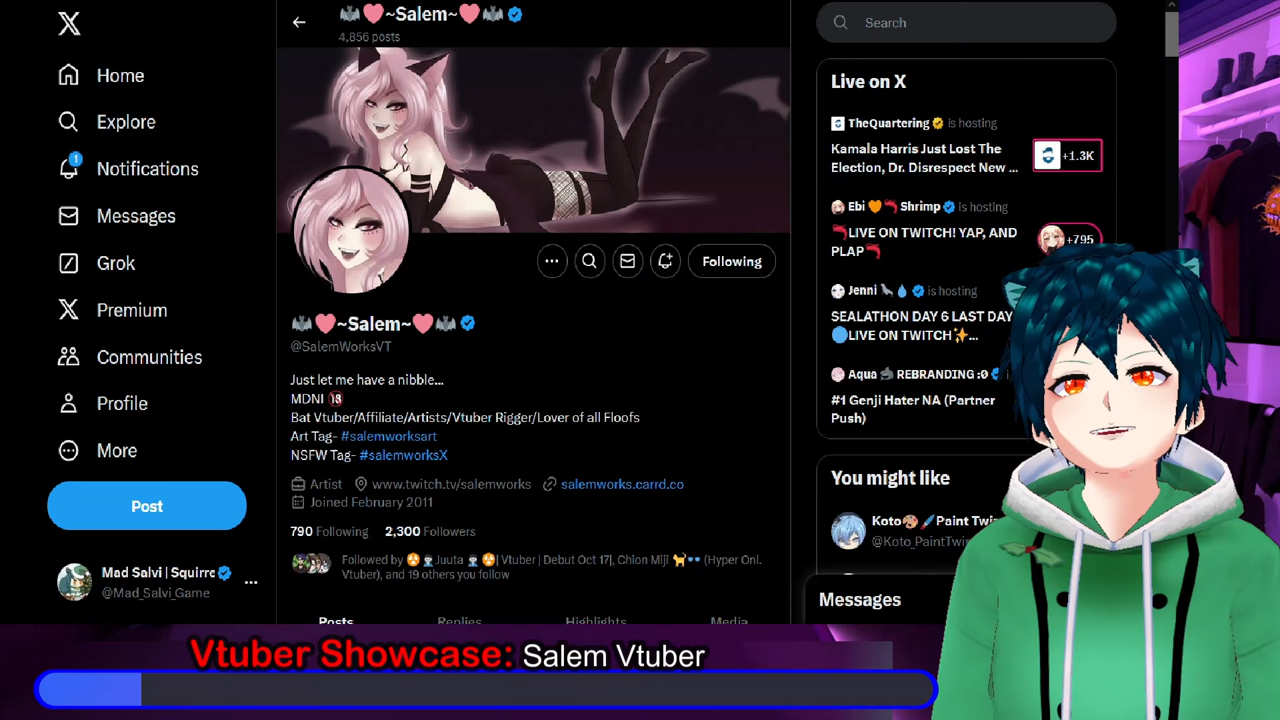 Home
Explore
1
Notifications
Messages
Grok
Premium
Communities
Profile
More
Post
Mad Salvi | Squirre
@Mad_Salvi_Game
🦇🩷~Salem~🩷🦇
4,856 posts
Following
🦇🩷~Salem~🩷🦇
@SalemWorksVT
Just let me have a nibble...
MDNI 🔞
Bat Vtuber/Affiliate/Artists/Vtuber Rigger/Lover of all Floofs
Art Tag- #salemworksart
NSFW Tag- #salemworksX
Artist www.twitch.tv/salemworks salemworks.carrd.co
Joined February 2011
790 Following 2,300 Followers
Followed by Juuta | Vtuber | Debut Oct 17], Chion Miji (Hyper Onl.
Vtuber), and 19 others you follow
Posts Replies Highlights Media
Search
Live on X
TheQuartering is hosting
Kamala Harris Just Lost The
Election, Dr. Disrespect New ...
+1.3K
Ebi 🧡🦐 Shrimp is hosting
LIVE ON TWITCH! YAP, AND
PLAP
+795
Jenni 🦭💧 is hosting
SEALATHON DAY 6 LAST DAY
🔵LIVE ON TWITCH✨...
Aqua 🦈 REBRANDING :0
#1 Genji Hater NA (Partner
Push)
You might like
Koto🎨🖌️Paint Twi
@Koto_PaintTwi
Messages
Vtuber Showcase: Salem Vtuber